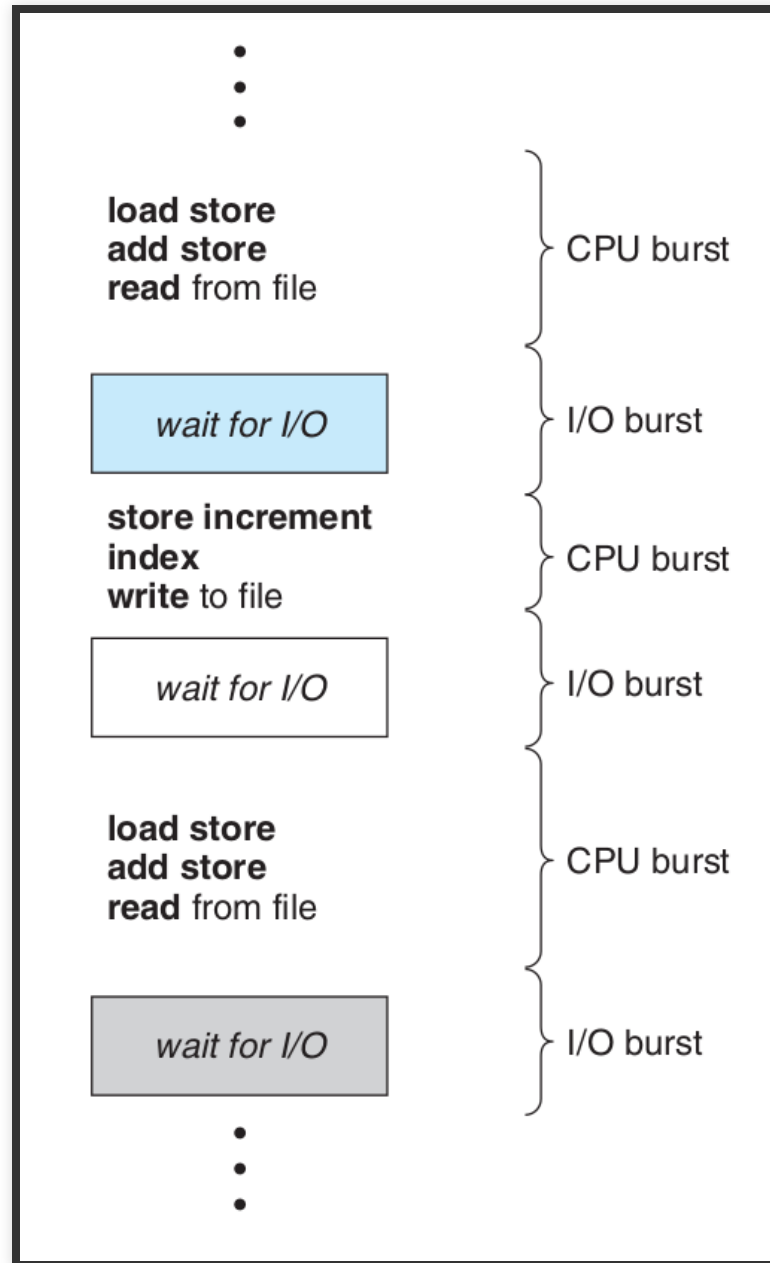 load store
add store
read from file
CPU burst
wait for I/O
I/O burst
store increment
index
write to file
CPU burst
wait for I/O
I/O burst
load store
add store
read from file
CPU burst
wait for I/O
I/O burst